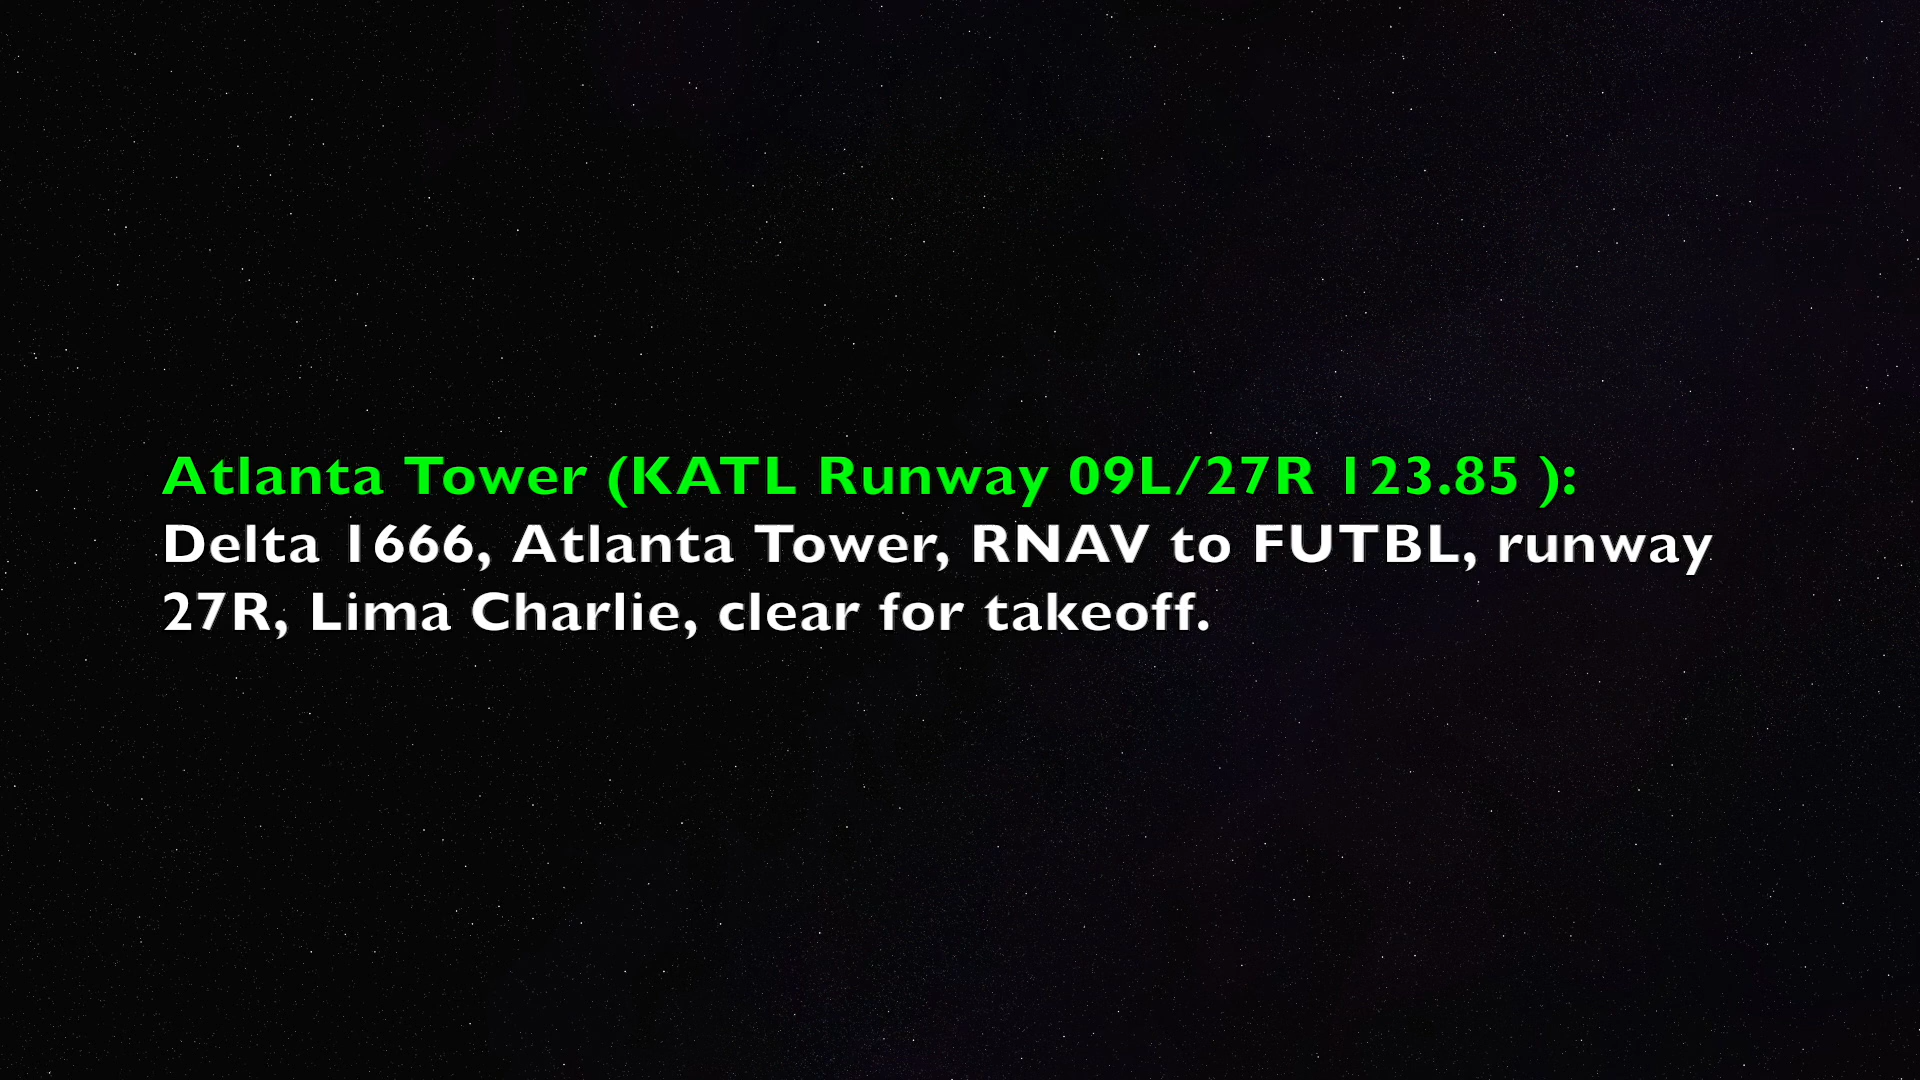 Atlanta Tower (KATL Runway 09L/27R 123.85 ):
Delta 1666, Atlanta Tower, RNAV to FUTBL, runway
27R, Lima Charlie, clear for takeoff.